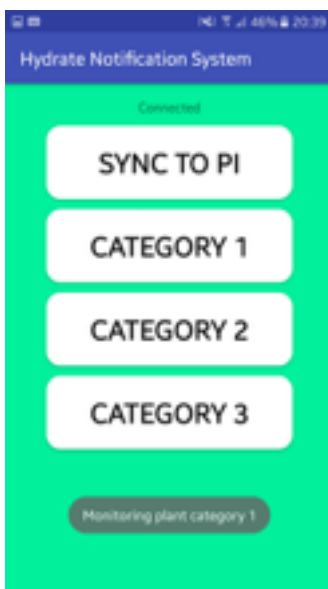 46% 20:39
Hydrate Notification System
Connected
SYNC TO PI
CATEGORY 1
CATEGORY 2
CATEGORY 3
Monitoring plant category 1